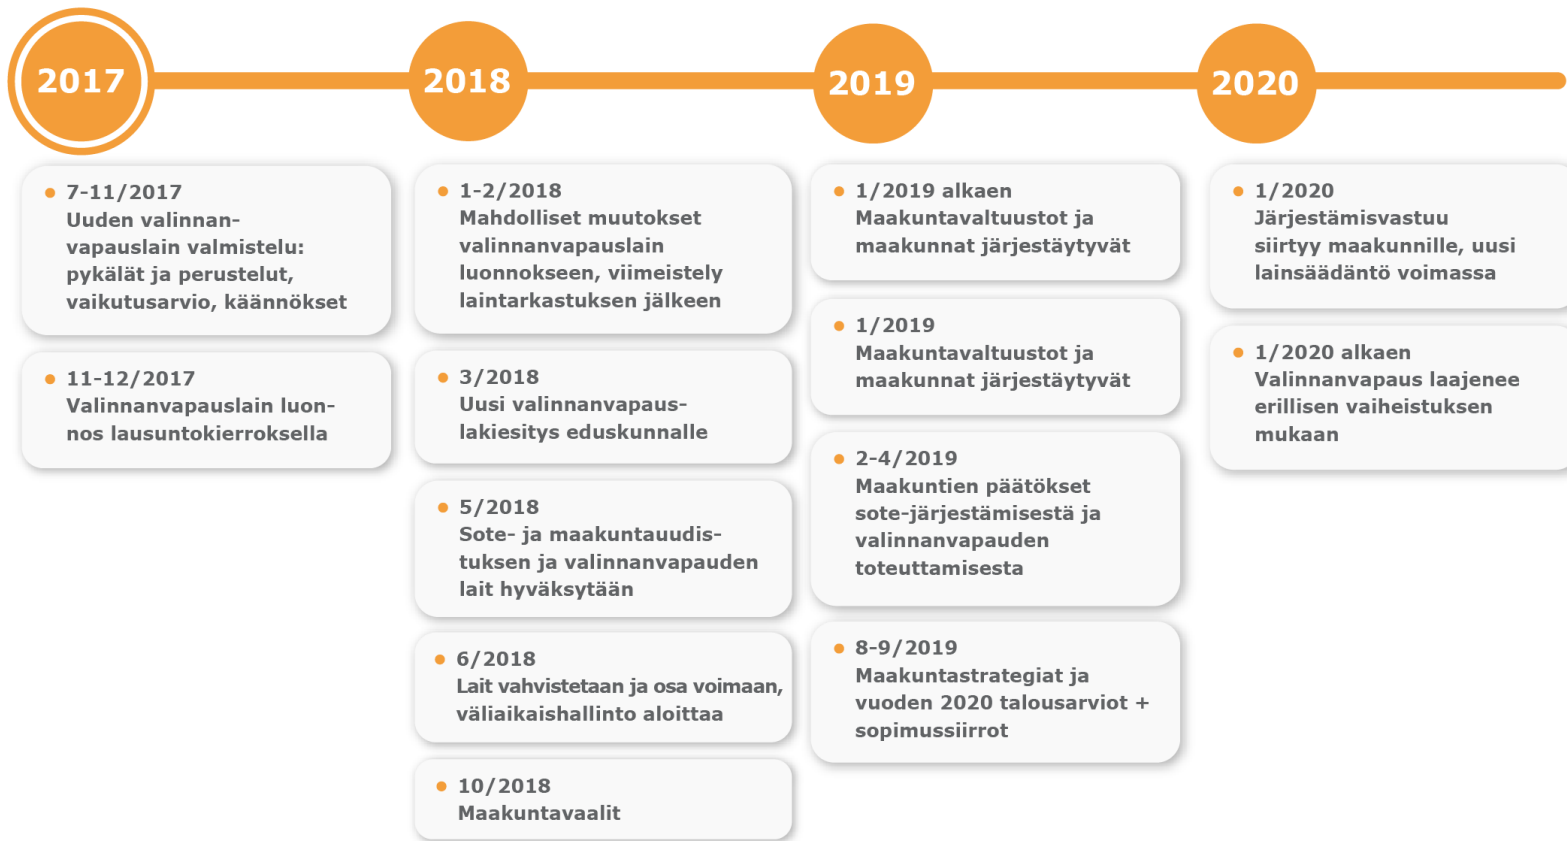 2017
7-11/2017
Uuden valinnan-
vapauslain valmistelu:
pykälät ja perustelut,
vaikutusarvio, käännökset
11-12/2017
Valinnanvapauslain luon-
nos lausuntokierroksella
2018
1-2/2018
Mahdolliset muutokset
valinnanvapauslain
luonnokseen, viimeistely
laintarkastuksen jälkeen
3/2018
Uusi valinnanvapaus-
lakiesitys eduskunnalle
5/2018
Sote- ja maakuntauudis-
tuksen ja valinnanvapauden
lait hyväksytään
6/2018
Lait vahvistetaan ja osa voimaan,
väliaikaishallinto aloittaa
10/2018
Maakuntavaalit
2019
1/2019 alkaen
Maakuntavaltuustot ja
maakunnat järjestäytyvät
1/2019
Maakuntavaltuustot ja
maakunnat järjestäytyvät
2-4/2019
Maakuntien päätökset
sote-järjestämisestä ja
valinnanvapauden
toteuttamisesta
8-9/2019
Maakuntastrategiat ja
vuoden 2020 talousarviot +
sopimussiirrot
2020
1/2020
Järjestämisvastuu
siirtyy maakunnille, uusi
lainsäädäntö voimassa
1/2020 alkaen
Valinnanvapaus laajenee
erillisen vaiheistuksen
mukaan